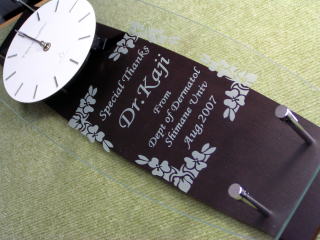 Special Thanks
Dr.Kaji
From
Dept of Dermatol
Shimane Univ
Aug,2007